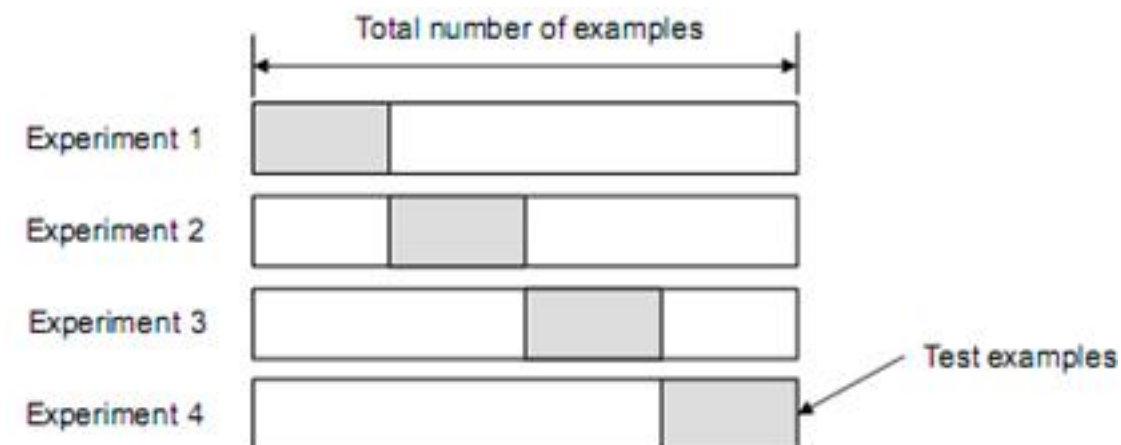 Total number of examples
Experiment 1
Experiment 2
Experiment 3
Test examples
Experiment 4